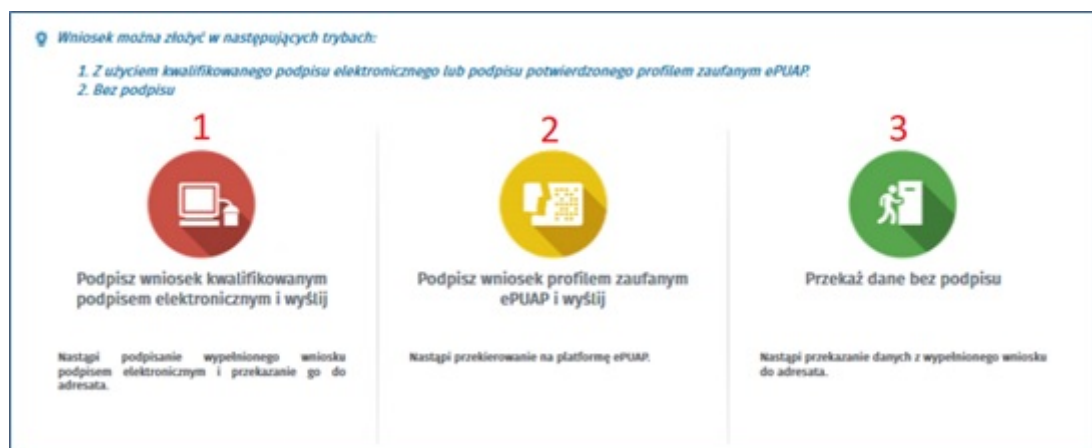 Wniosek można złożyć w następujących trybach:
1. Z użyciem kwalifikowanego podpisu elektronicznego lub podpisu potwierdzonego profilem zaufanym ePUAP.
2. Bez podpisu
1
2
3
Podpisz wniosek kwalifikowanym
podpisem elektronicznym i wyślij
Podpisz wniosek profilem zaufanym
ePUAP i wyślij
Przekaż dane bez podpisu
Nastąpi podpisanie wypełnionego wniosku
podpisem elektronicznym i przekazanie go do
adresata.
Nastąpi przekierowanie na platformę ePUAP.
Nastąpi przekazanie danych z wypełnionego wniosku
do adresata.